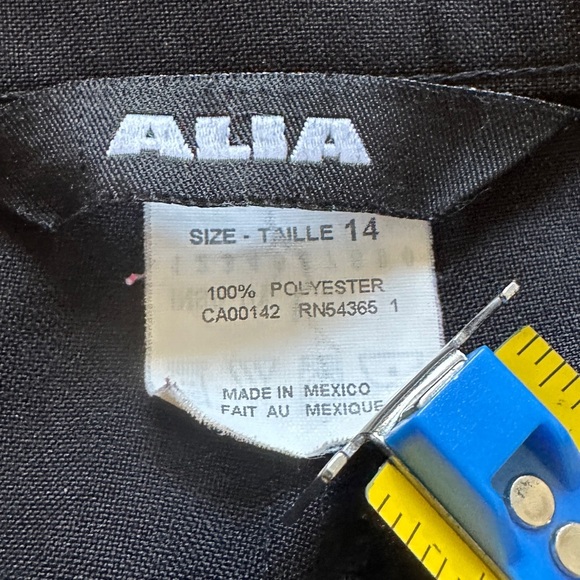 ALIA
SIZE - TAILLE 14
100% POLYESTER
CA00142 RN54365 1
MADE IN MEXICO
FAIT AU MEXIQUE